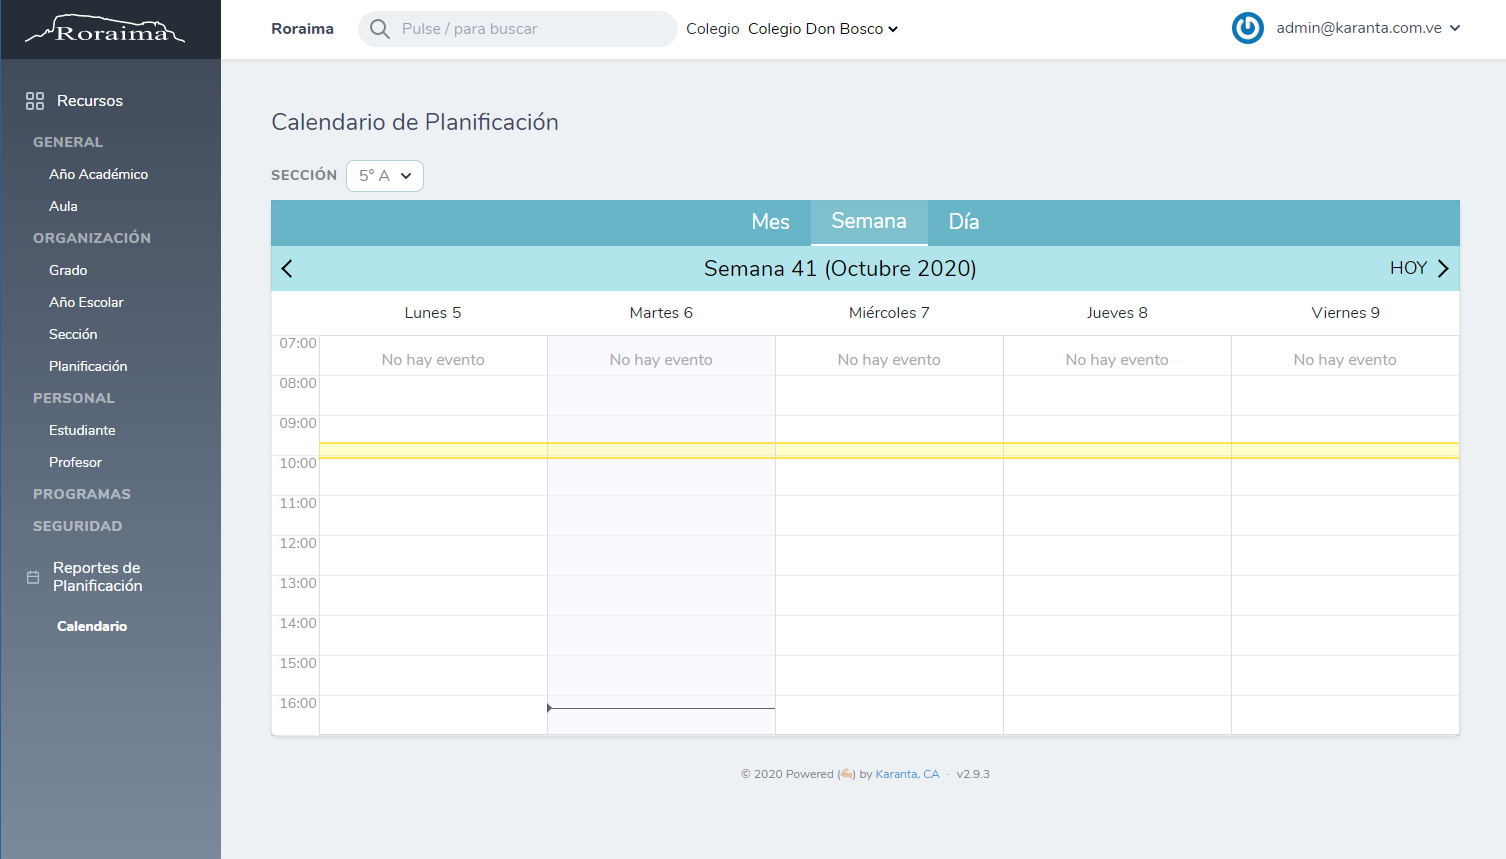 Roraima
Roraima
Pulse / para buscar
Colegio Colegio Don Bosco
admin@karanta.com.ve
Recursos
GENERAL
Año Académico
Aula
ORGANIZACIÓN
Grado
Año Escolar
Sección
Planificación
PERSONAL
Estudiante
Profesor
PROGRAMAS
SEGURIDAD
Reportes de
Planificación
Calendario
Calendario de Planificación
SECCIÓN 5° A
Mes Semana Día
Semana 41 (Octubre 2020)
HOY
Lunes 5 Martes 6 Miércoles 7 Jueves 8 Viernes 9
07:00
No hay evento No hay evento No hay evento No hay evento No hay evento
08:00
09:00
10:00
11:00
12:00
13:00
14:00
15:00
16:00
© 2020 Powered (💪🏼) by Karanta, CA · v2.9.3